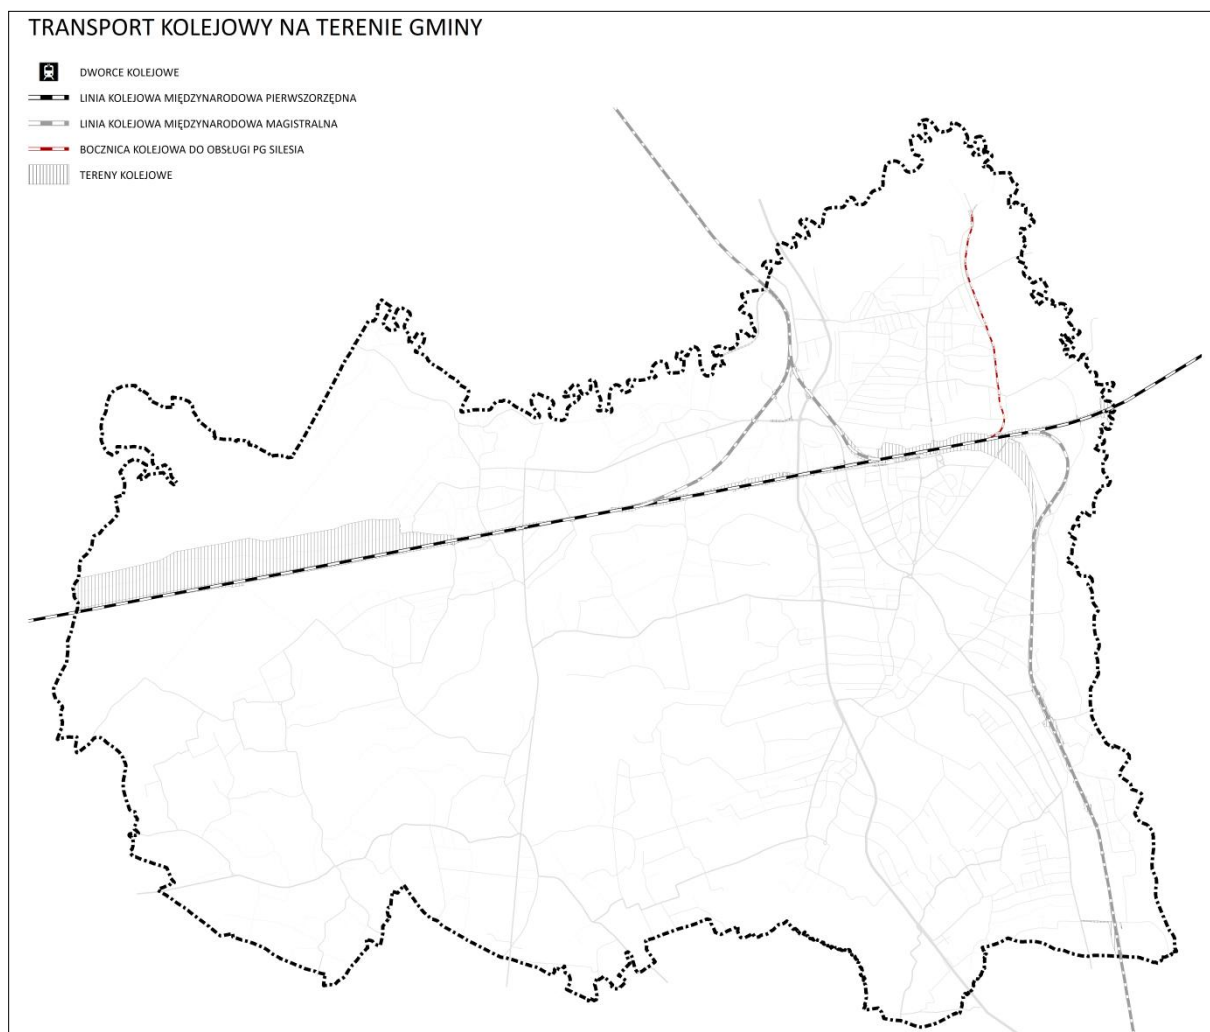 TRANSPORT KOLEJOWY NA TERENIE GMINY
DWORCE KOLEJOWE
LINIA KOLEJOWA MIĘDZYNARODOWA PIERWSZORZĘDNA
LINIA KOLEJOWA MIĘDZYNARODOWA MAGISTRALNA
BOCZNICA KOLEJOWA DO OBSŁUGI PG SILESIA
TERENY KOLEJOWE